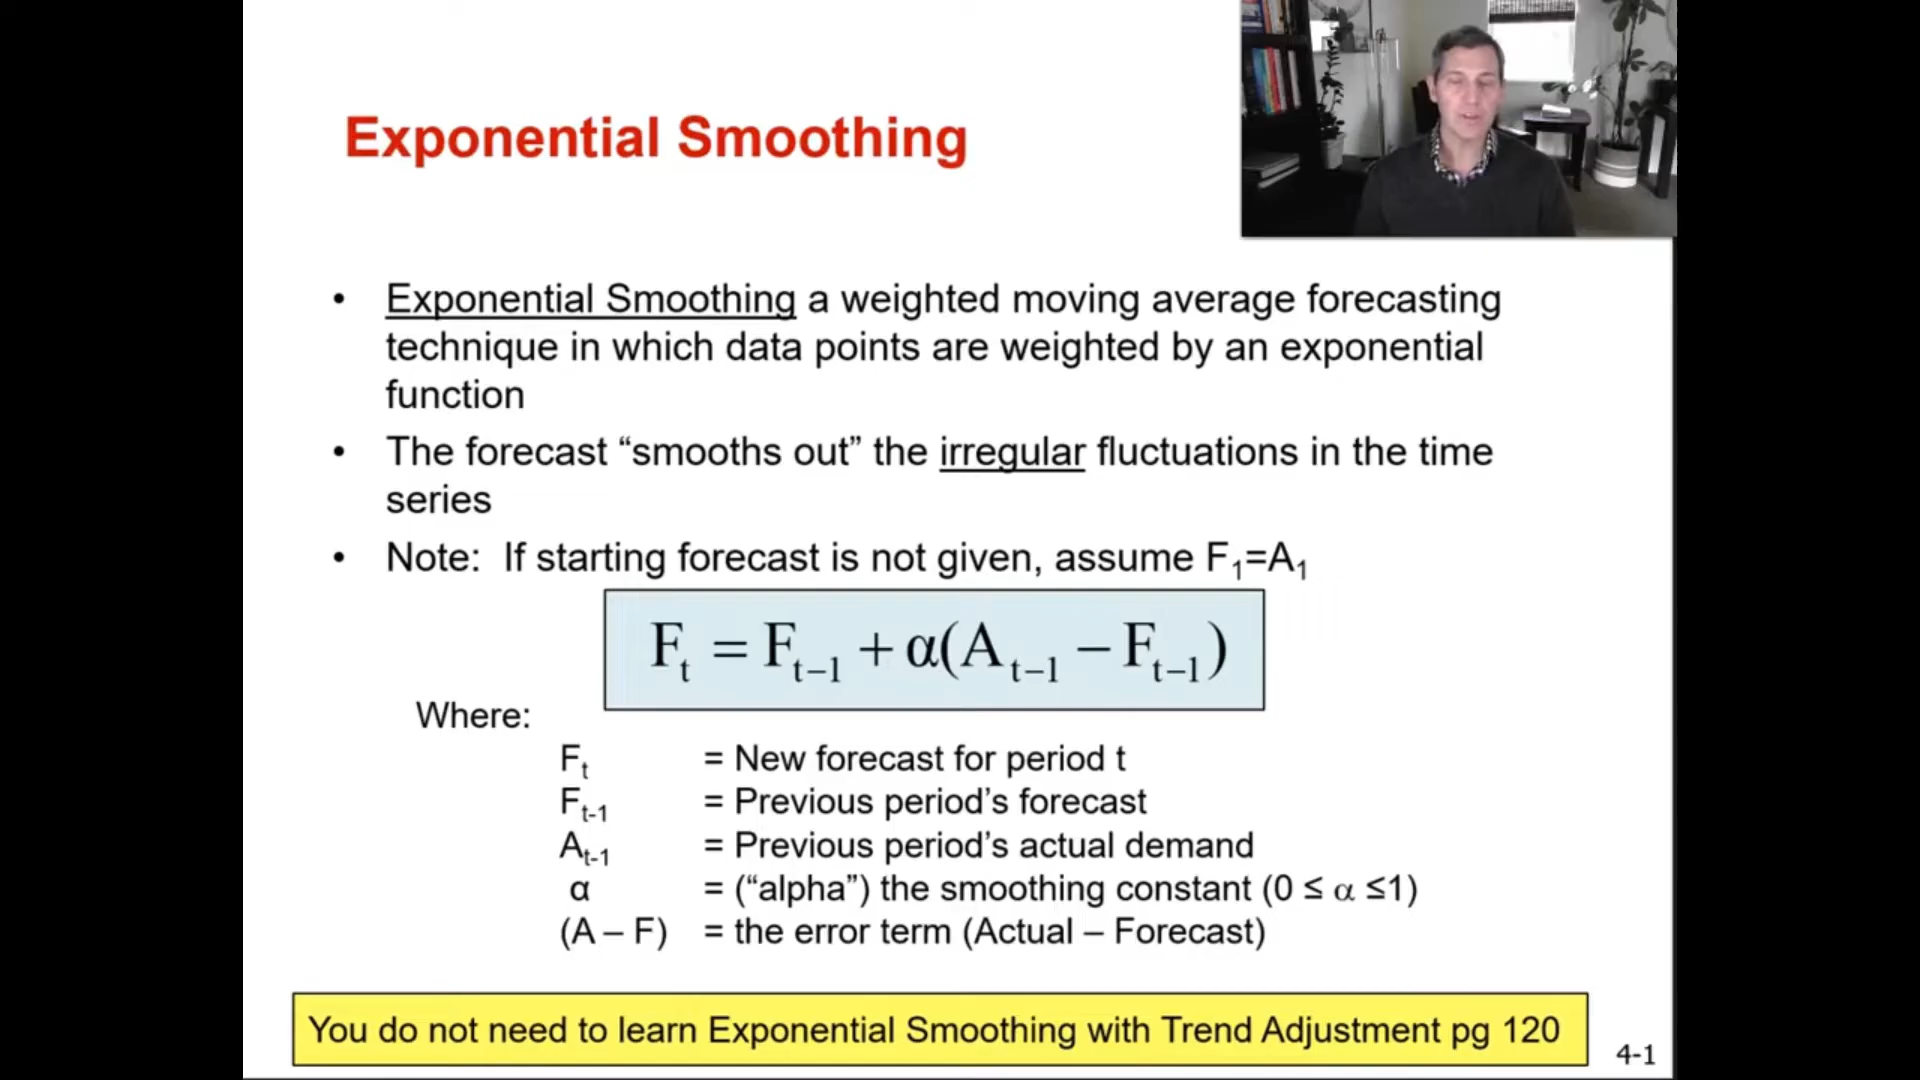 Exponential Smoothing
• Exponential Smoothing a weighted moving average forecasting
technique in which data points are weighted by an exponential
function
• The forecast “smooths out” the irregular fluctuations in the time
series
• Note: If starting forecast is not given, assume F₁=A₁
Fₜ = Fₜ₋₁ + α(Aₜ₋₁ − Fₜ₋₁)
Where:
Fₜ = New forecast for period t
Fₜ₋₁ = Previous period’s forecast
Aₜ₋₁ = Previous period’s actual demand
α = (“alpha”) the smoothing constant (0 ≤ α ≤1)
(A – F) = the error term (Actual – Forecast)
You do not need to learn Exponential Smoothing with Trend Adjustment pg 120
4-1